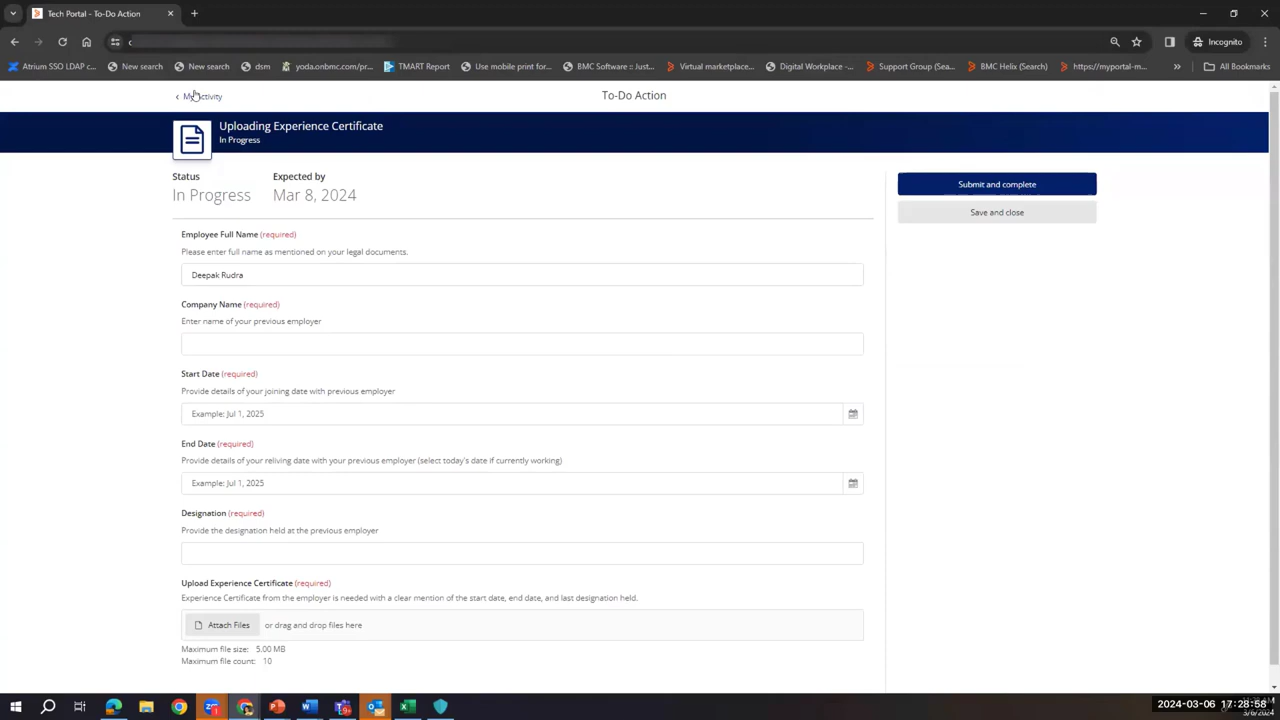 Tech Portal - To-Do Action
Incognito
Atrium SSO LDAP c...
New search
New search
dsm
yoda.onbmc.com/pr...
TMART Report
Use mobile print for...
BMC Software :: Just...
Virtual marketplace...
Digital Workplace -...
Support Group (Sea...
BMC Helix (Search)
https://myportal-m...
»
All Bookmarks
My Activity
To-Do Action
Uploading Experience Certificate
In Progress
Status
Expected by
In Progress
Mar 8, 2024
Submit and complete
Save and close
Employee Full Name (required)
Please enter full name as mentioned on your legal documents.
Deepak Rudra
Company Name (required)
Enter name of your previous employer
Start Date (required)
Provide details of your joining date with previous employer
Example: Jul 1, 2025
End Date (required)
Provide details of your reliving date with your previous employer (select today's date if currently working)
Example: Jul 1, 2025
Designation (required)
Provide the designation held at the previous employer
Upload Experience Certificate (required)
Experience Certificate from the employer is needed with a clear mention of the start date, end date, and last designation held.
Attach Files
or drag and drop files here
Maximum file size: 5.00 MB
Maximum file count: 10
2024-03-06 17:28:58
3/6/2024